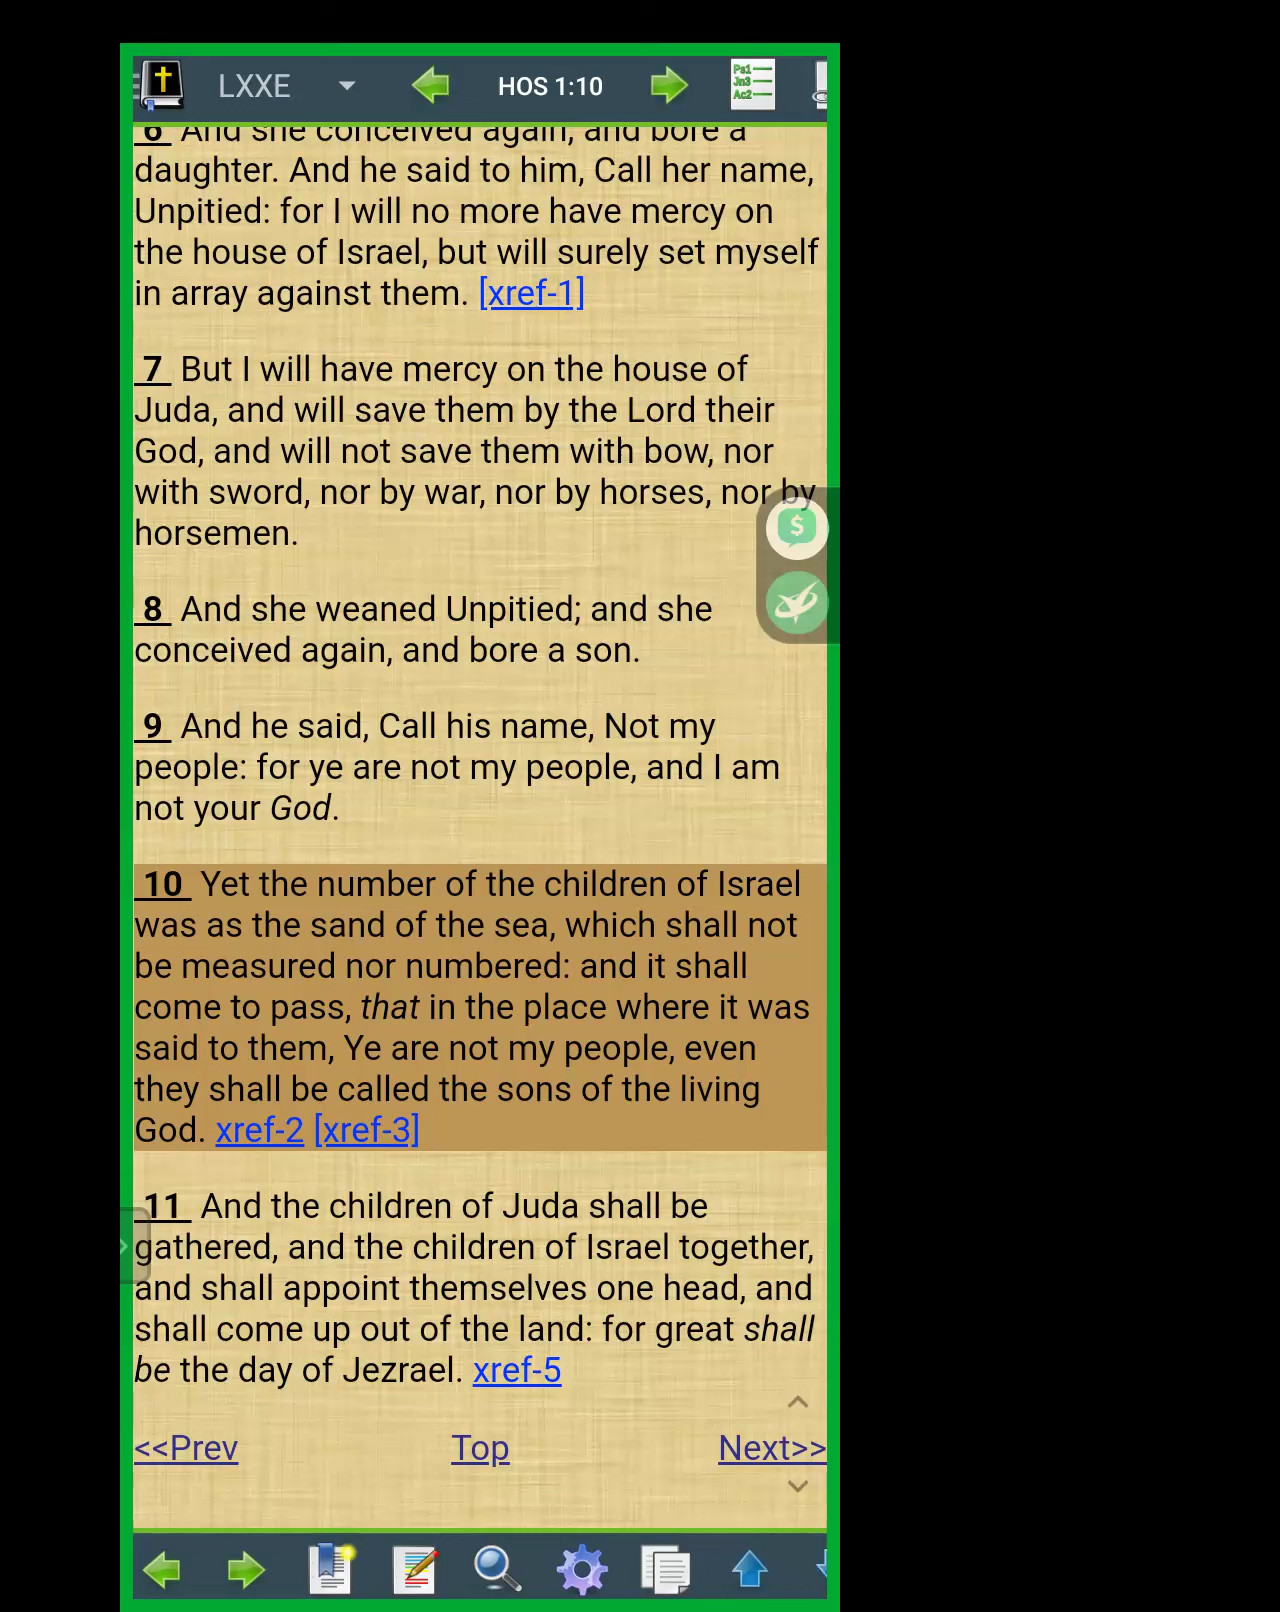 LXXE
HOS 1:10
Ps1
Jn3
Ac2
6 And she conceived again, and bore a
daughter. And he said to him, Call her name,
Unpitied: for I will no more have mercy on
the house of Israel, but will surely set myself
in array against them. [xref-1]
7 But I will have mercy on the house of
Juda, and will save them by the Lord their
God, and will not save them with bow, nor
with sword, nor by war, nor by horses, nor by
horsemen.
$
8 And she weaned Unpitied; and she
conceived again, and bore a son.
9 And he said, Call his name, Not my
people: for ye are not my people, and I am
not your God.
10 Yet the number of the children of Israel
was as the sand of the sea, which shall not
be measured nor numbered: and it shall
come to pass, that in the place where it was
said to them, Ye are not my people, even
they shall be called the sons of the living
God. xref-2 [xref-3]
11 And the children of Juda shall be
gathered, and the children of Israel together,
and shall appoint themselves one head, and
shall come up out of the land: for great shall
be the day of Jezrael. xref-5
<<Prev Top Next>>